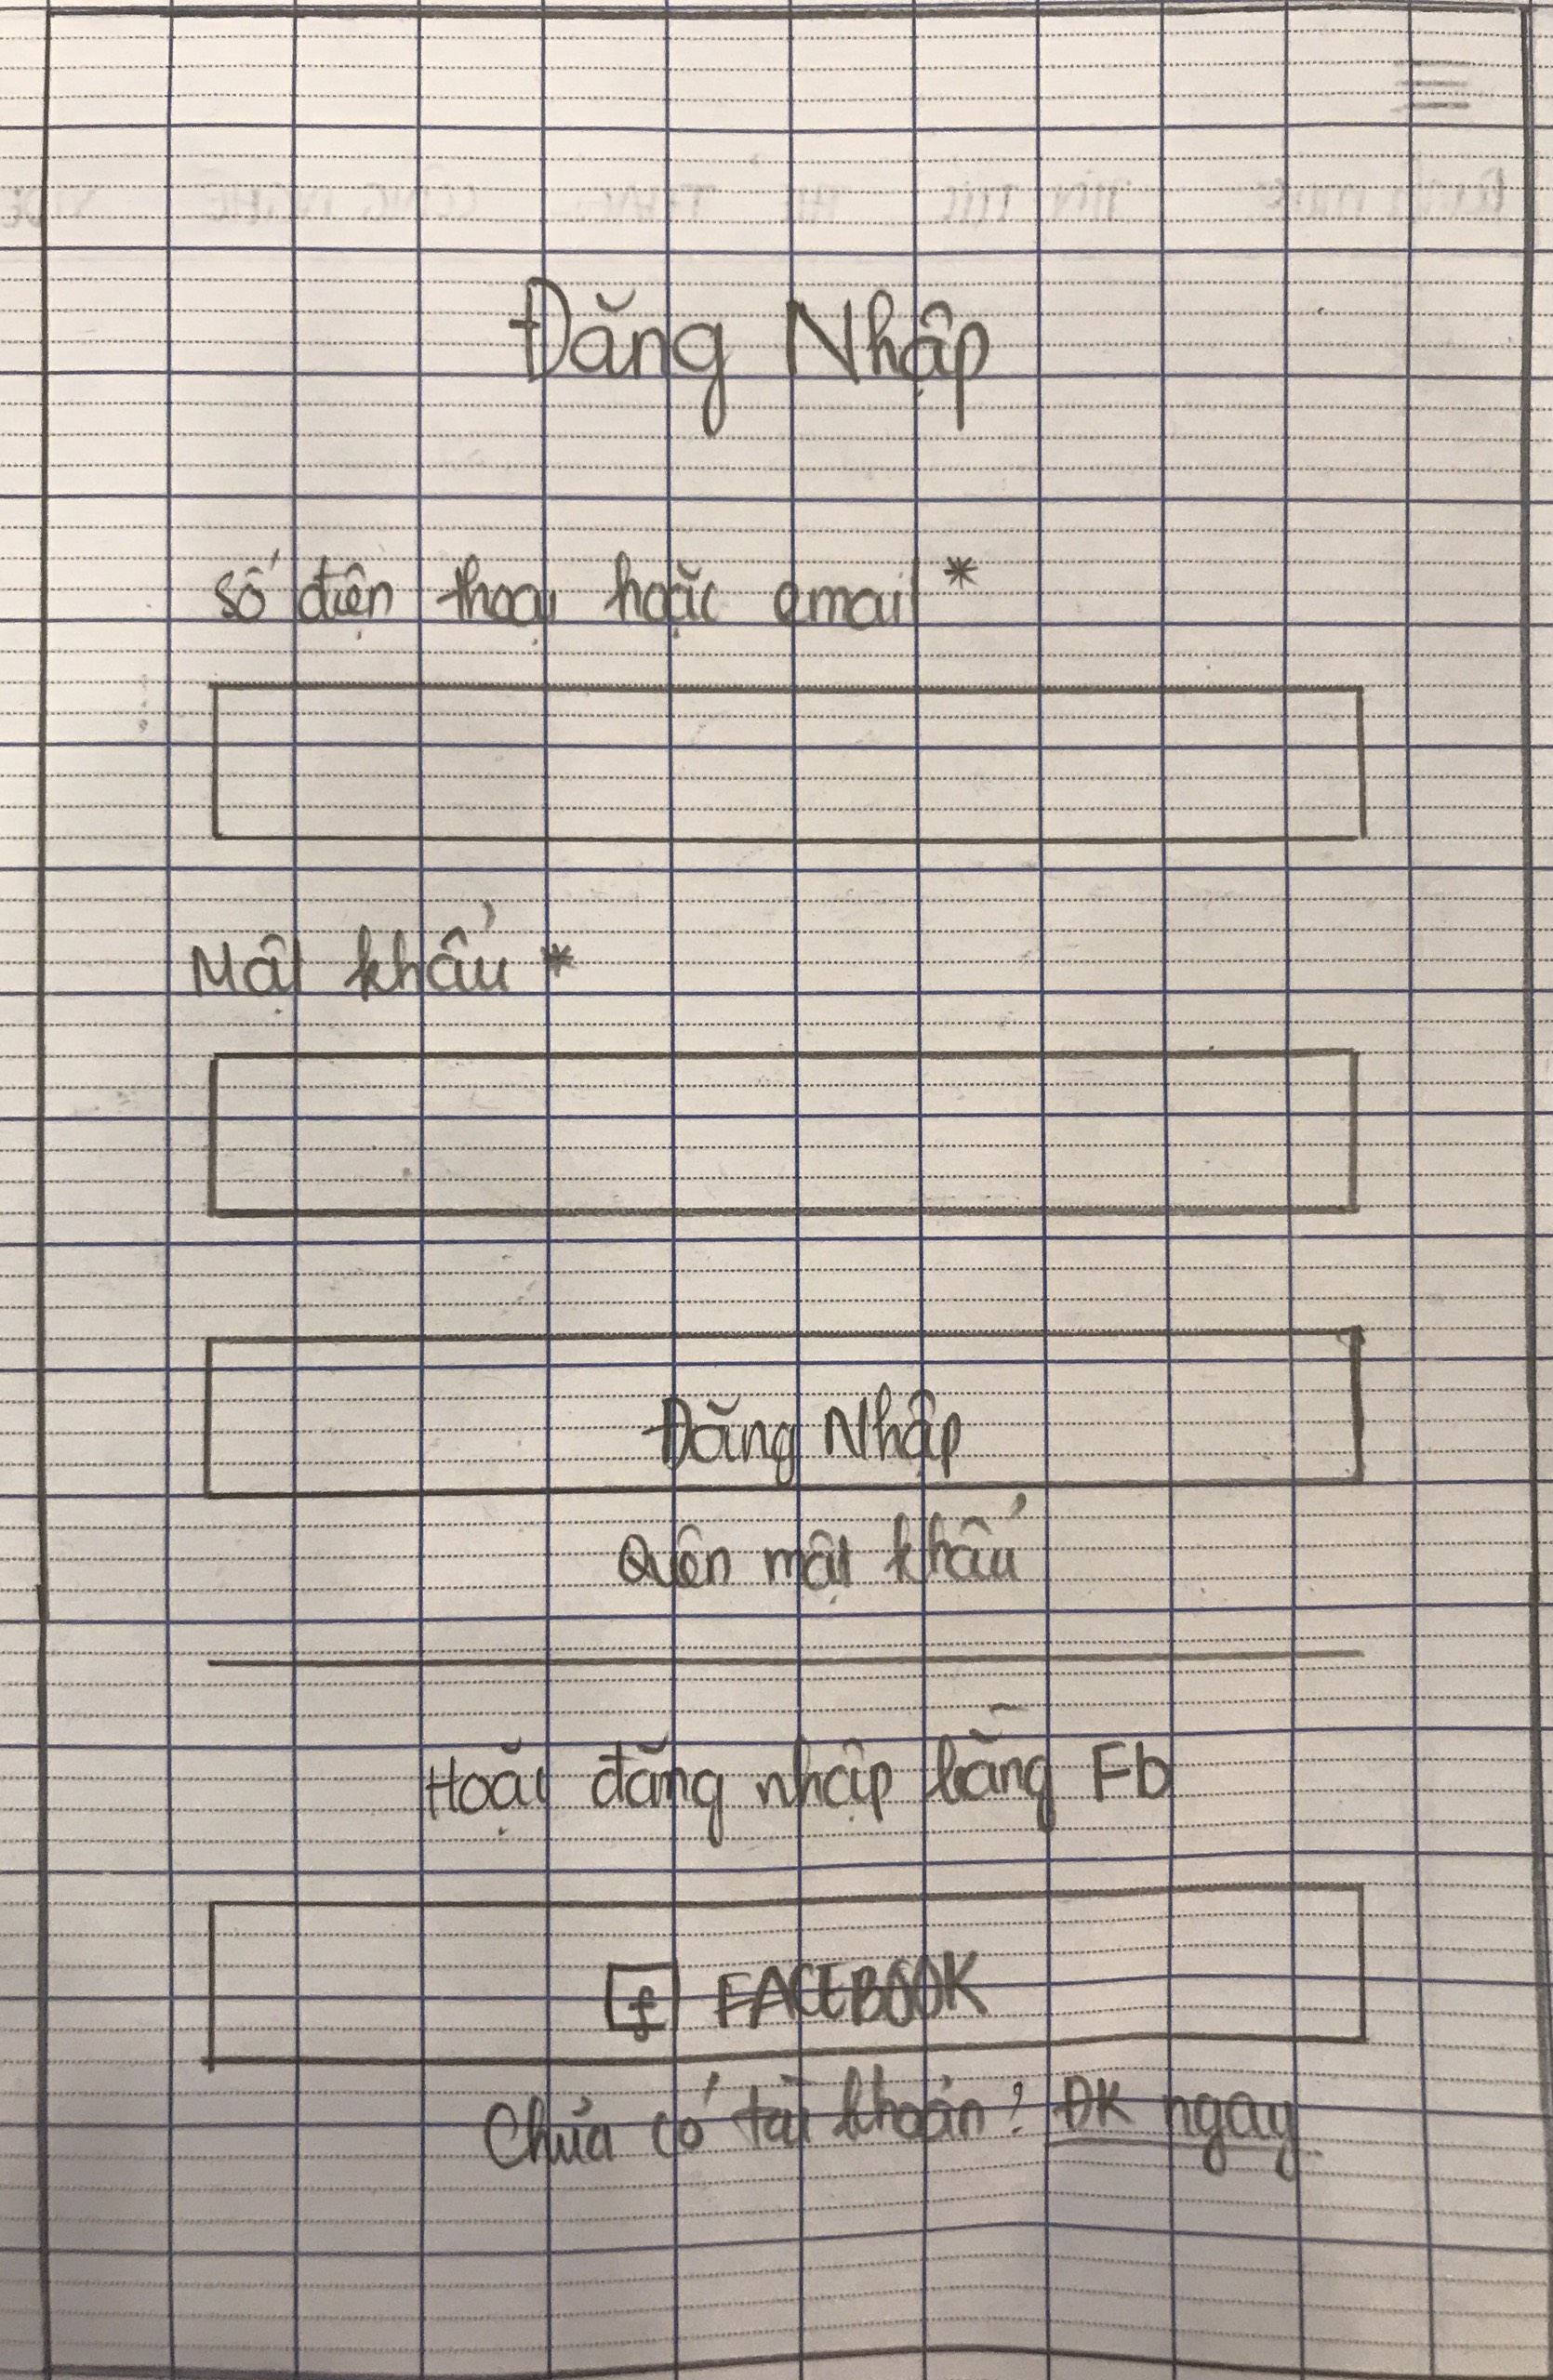 Đăng Nhập
Số điện thoại hoặc email *
Mật khẩu *
Đăng Nhập
Quên mật khẩu
Hoặc đăng nhập bằng Fb
f FACEBOOK
Chưa có tài khoản? ĐK ngay